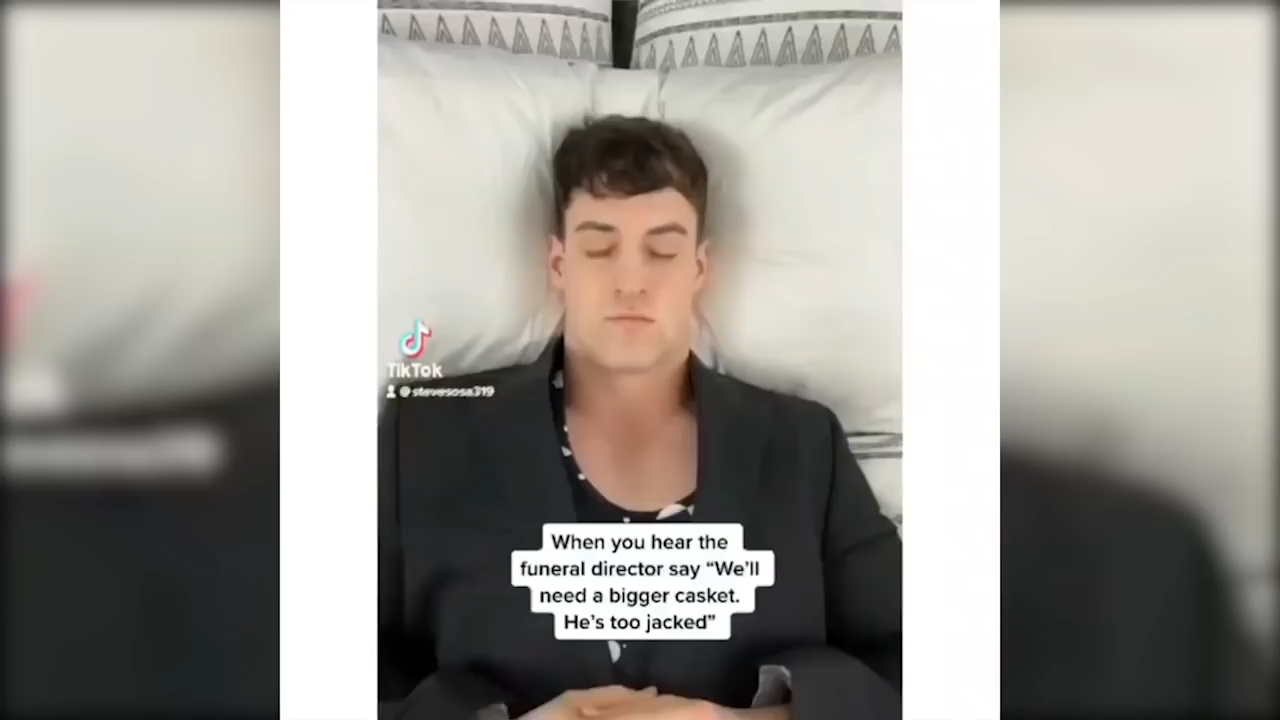 TikTok
@stevesosa319
When you hear the
funeral director say “We’ll
need a bigger casket.
He’s too jacked”